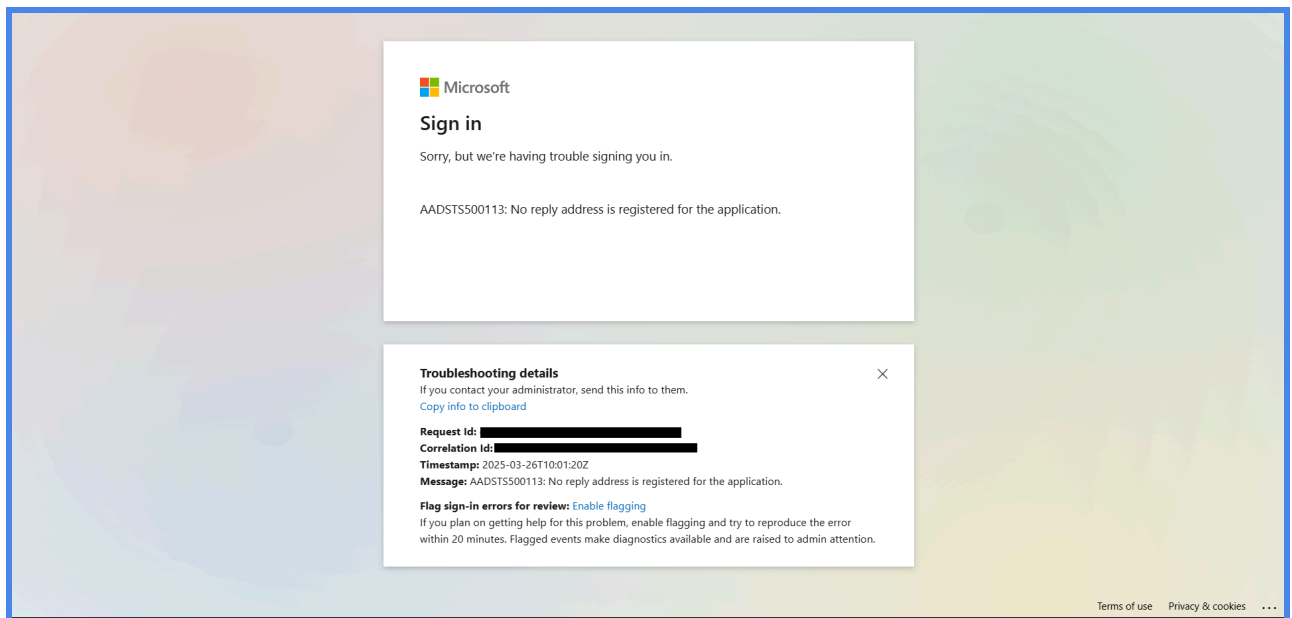 Microsoft
Sign in
Sorry, but we're having trouble signing you in.
AADSTS500113: No reply address is registered for the application.
Troubleshooting details
If you contact your administrator, send this info to them.
Copy info to clipboard
Request Id:
Correlation Id:
Timestamp: 2025-03-26T10:01:20Z
Message: AADSTS500113: No reply address is registered for the application.
Flag sign-in errors for review: Enable flagging
If you plan on getting help for this problem, enable flagging and try to reproduce the error
within 20 minutes. Flagged events make diagnostics available and are raised to admin attention.
Terms of use Privacy & cookies ...